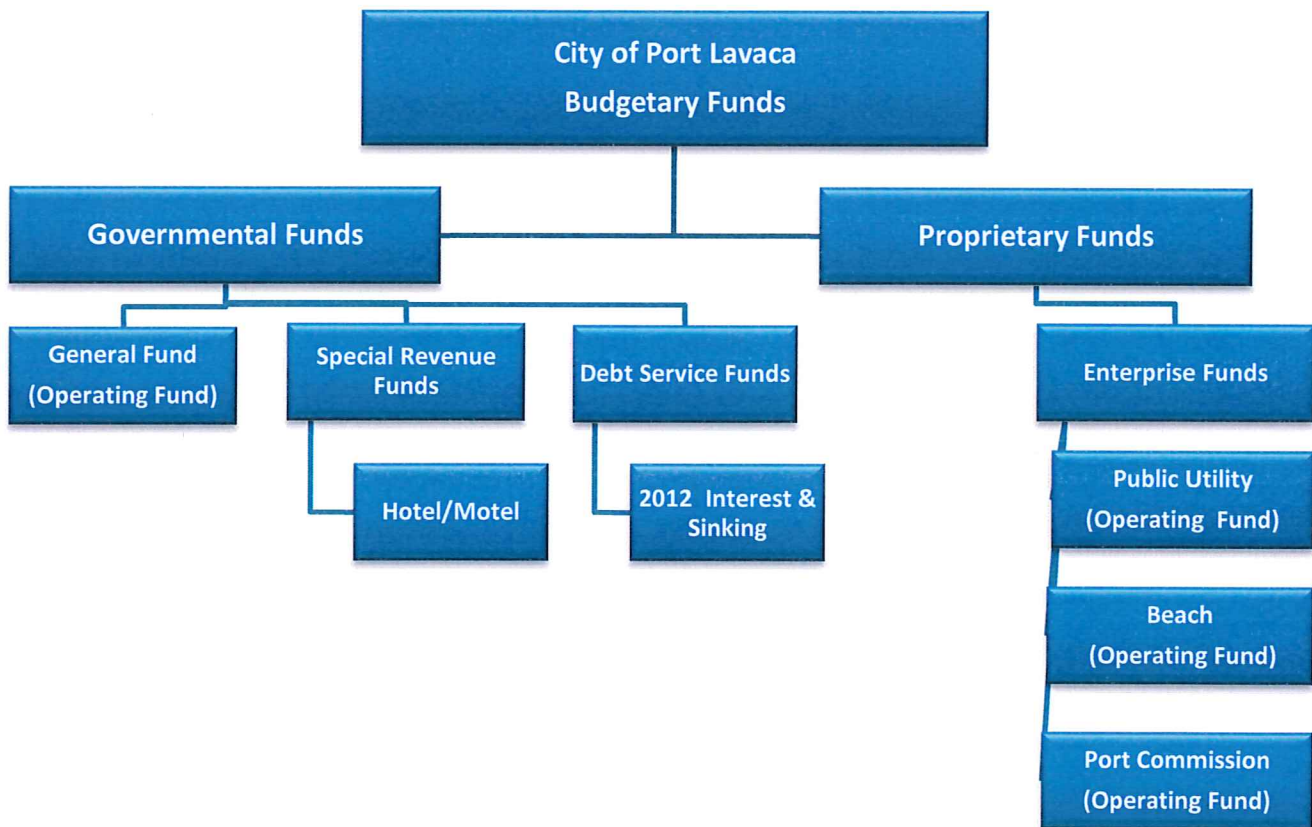 City of Port Lavaca
Budgetary Funds
Governmental Funds
Proprietary Funds
General Fund
(Operating Fund)
Special Revenue
Funds
Debt Service Funds
Enterprise Funds
Hotel/Motel
2012 Interest &
Sinking
Public Utility
(Operating Fund)
Beach
(Operating Fund)
Port Commission
(Operating Fund)